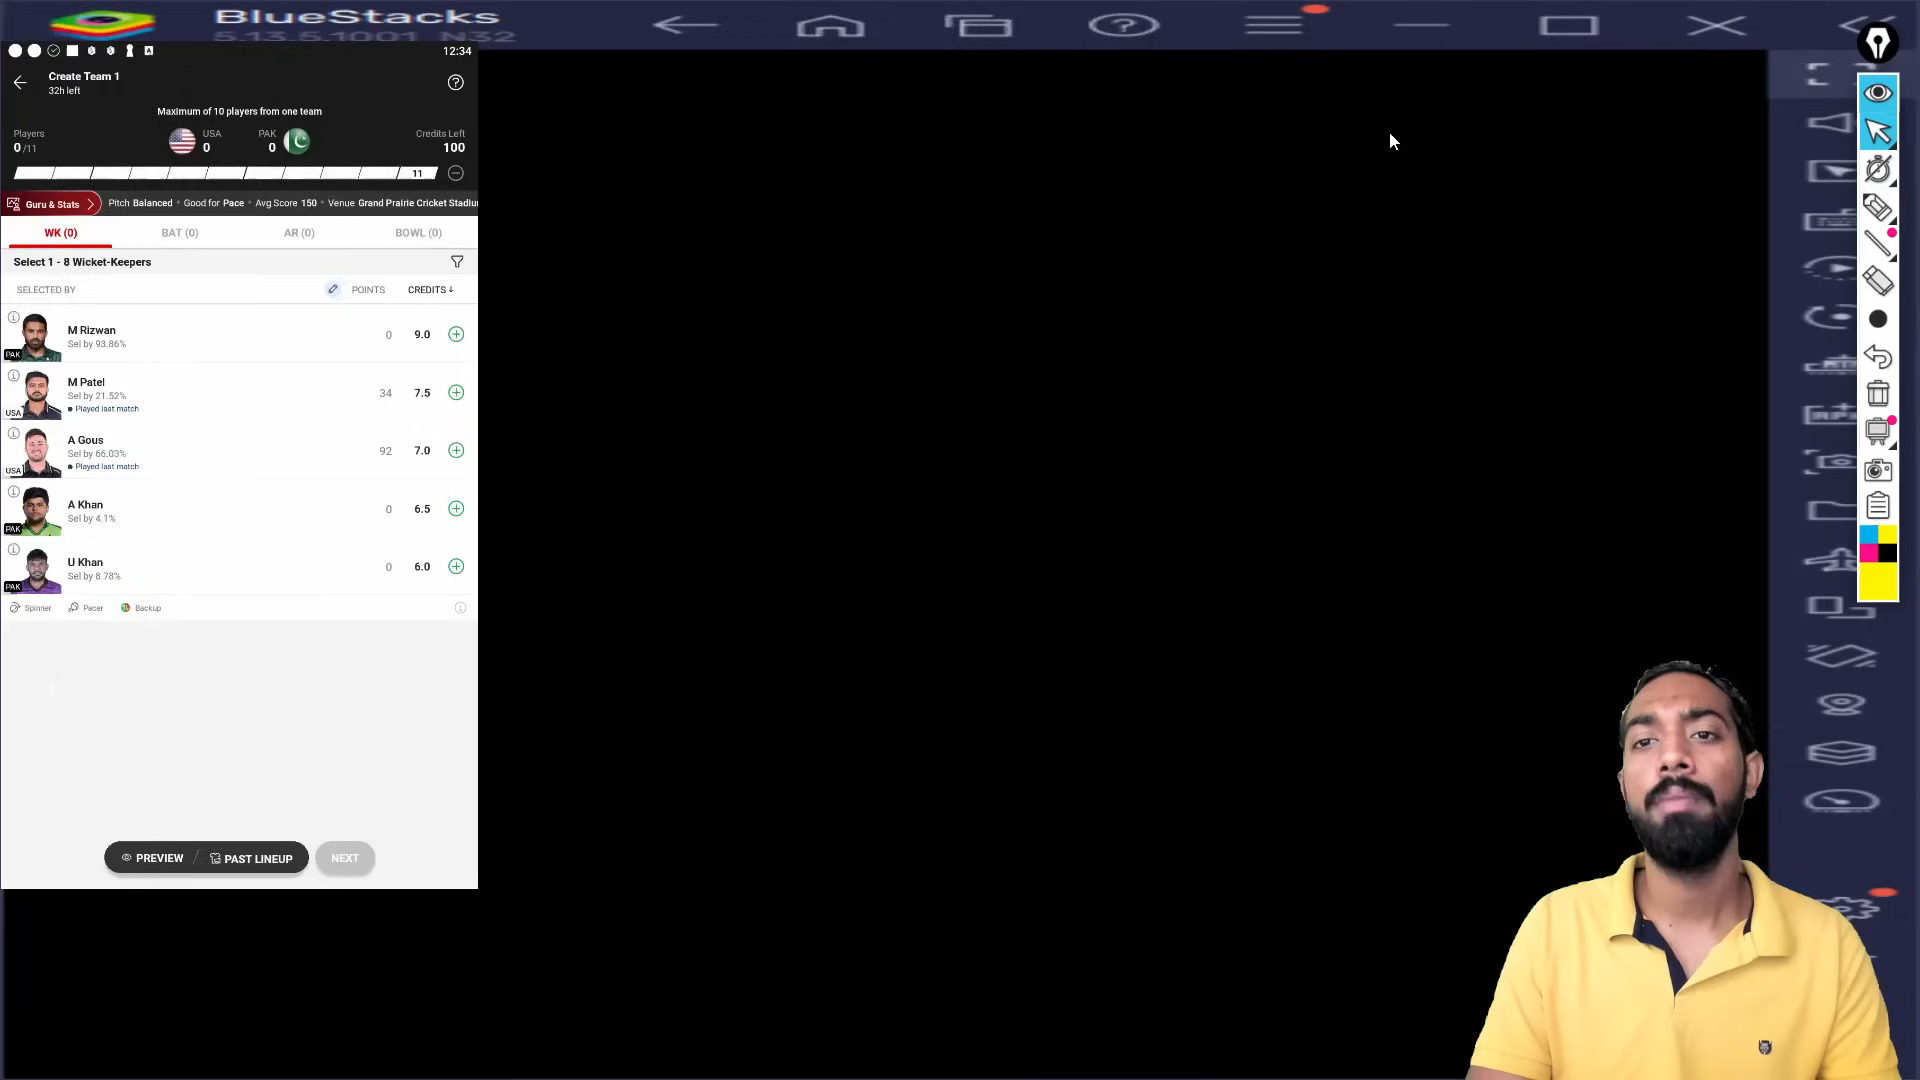 BlueStacks
5.13.5.1001 N32
12:34
Create Team 1
32h left
Maximum of 10 players from one team
Players
0/11
USA
0
PAK
0
Credits Left
100
11
Guru & Stats
Pitch Balanced • Good for Pace • Avg Score 150 • Venue Grand Prairie Cricket Stadiu
WK (0) BAT (0) AR (0) BOWL (0)
Select 1 - 8 Wicket-Keepers
SELECTED BY POINTS CREDITS↓
M Rizwan
Sel by 93.86%
0 9.0
PAK
M Patel
Sel by 21.52%
Played last match
34 7.5
USA
A Gous
Sel by 66.03%
Played last match
92 7.0
USA
A Khan
Sel by 4.1%
0 6.5
PAK
U Khan
Sel by 8.78%
0 6.0
PAK
Spinner Pacer Backup
PREVIEW / PAST LINEUP NEXT